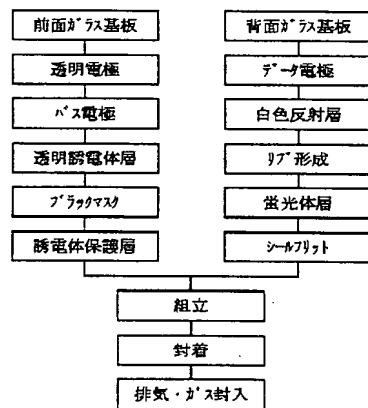 前面ｶﾞﾗｽ基板
透明電極
ﾊﾞｽ電極
透明誘電体層
ﾌﾞﾗｯｸﾏｽｸ
誘電体保護層
背面ｶﾞﾗｽ基板
ﾃﾞｰﾀ電極
白色反射層
ﾘﾌﾞ形成
蛍光体層
ｼｰﾙﾌﾘｯﾄ
組立
封着
排気・ｶﾞｽ封入